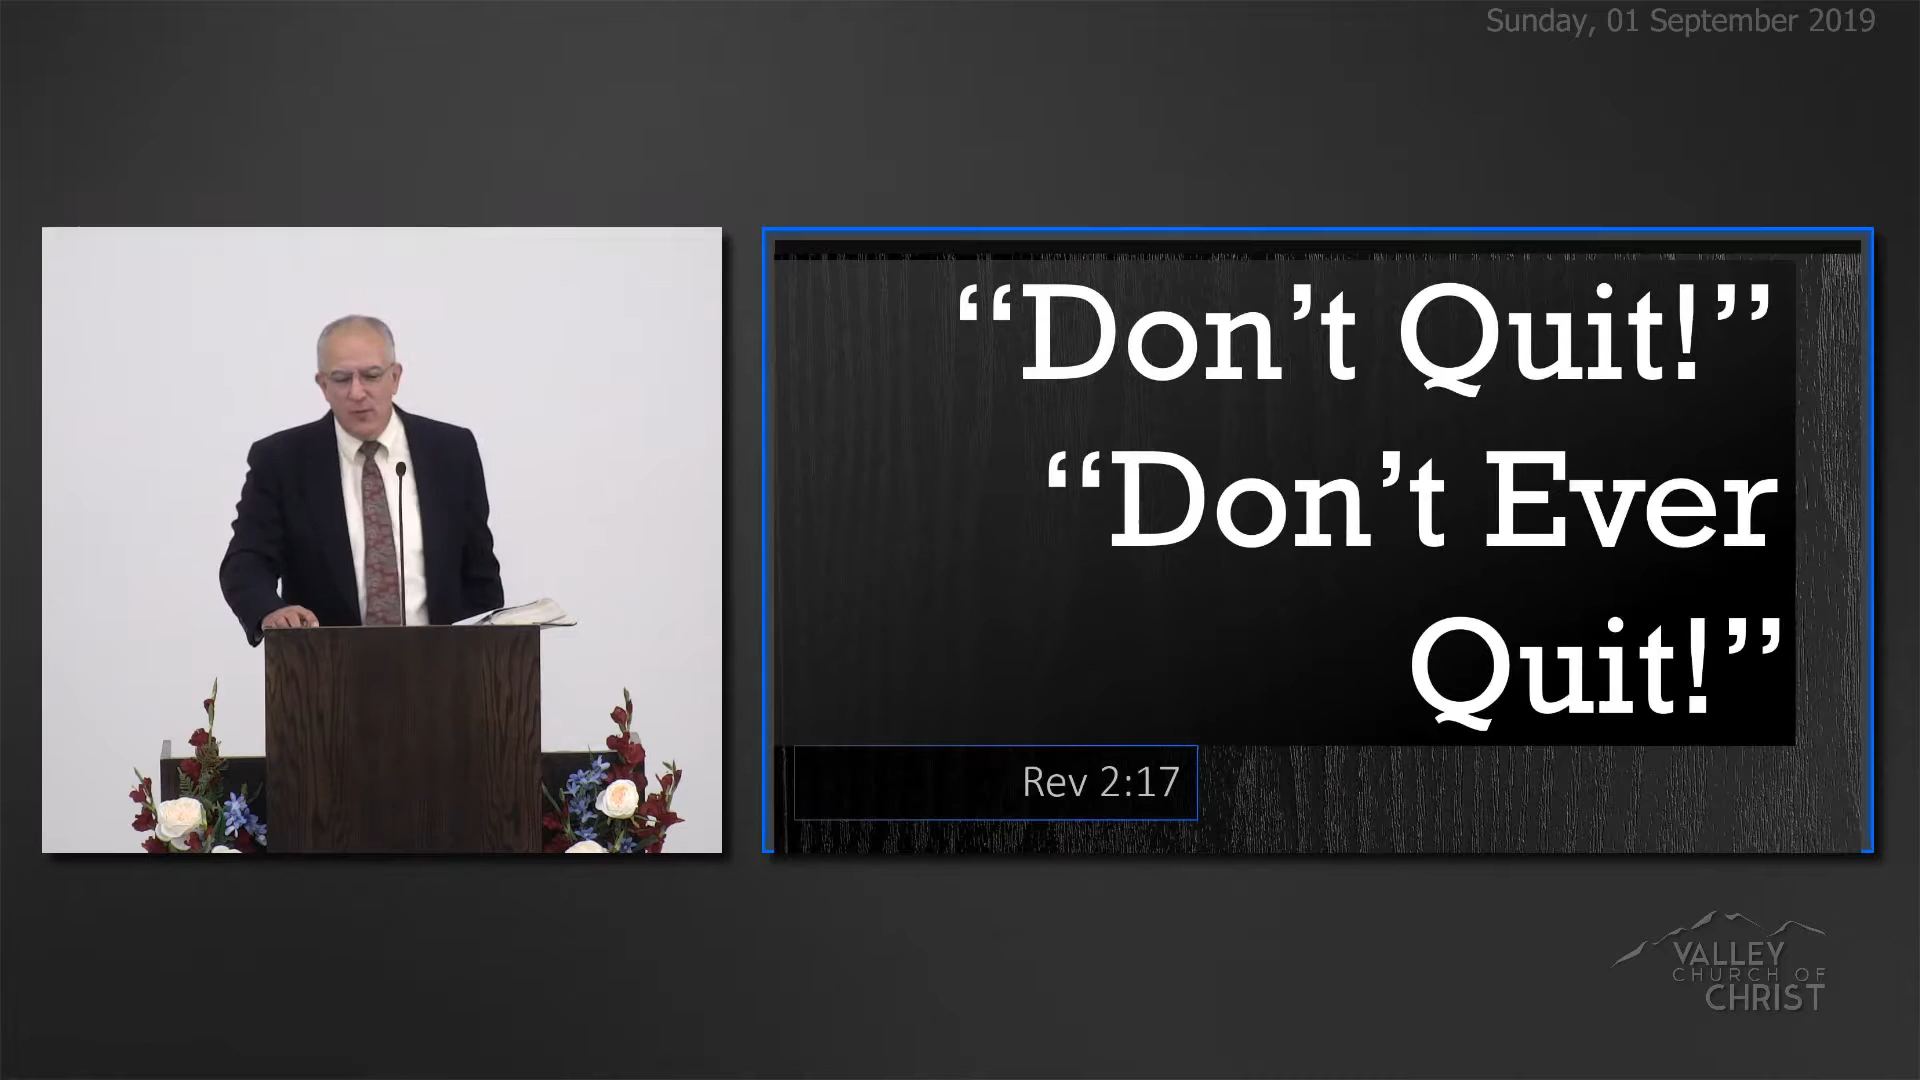 Sunday, 01 September 2019
“Don’t Quit!”
“Don’t Ever
Quit!”
Rev 2:17
VALLEY
CHURCH OF
CHRIST